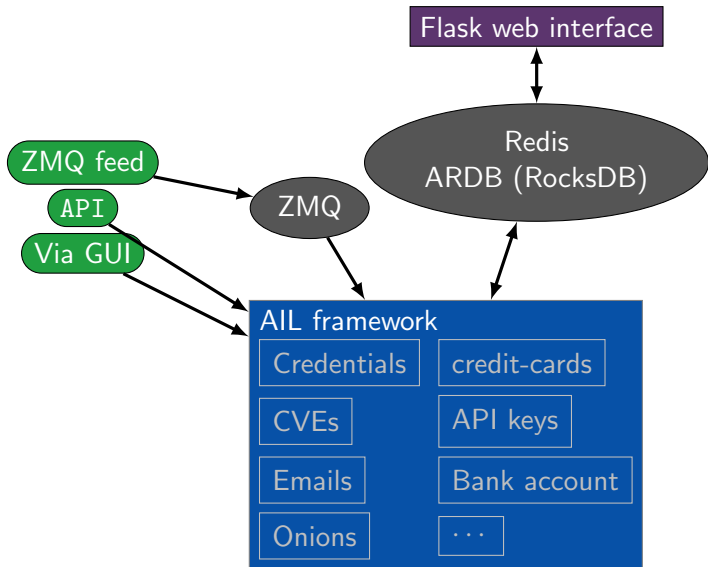 Flask web interface
Redis
ARDB (RocksDB)
ZMQ feed
API
Via GUI
ZMQ
AIL framework
Credentials
credit-cards
CVEs
API keys
Emails
Bank account
Onions
· · ·